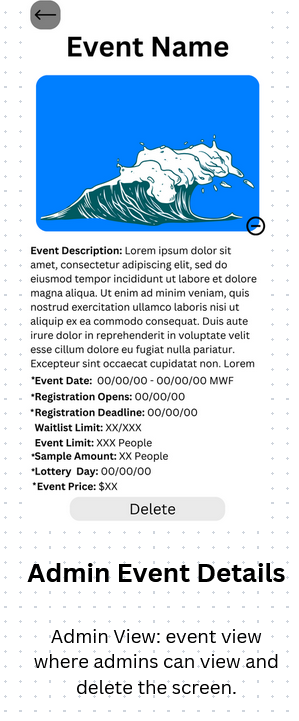 Event Name
Event Description: Lorem ipsum dolor sit
amet, consectetur adipiscing elit, sed do
eiusmod tempor incididunt ut labore et dolore
magna aliqua. Ut enim ad minim veniam, quis
nostrud exercitation ullamco laboris nisi ut
aliquip ex ea commodo consequat. Duis aute
irure dolor in reprehenderit in voluptate velit
esse cillum dolore eu fugiat nulla pariatur.
Excepteur sint occaecat cupidatat non. Lorem
*Event Date: 00/00/00 - 00/00/00 MWF
*Registration Opens: 00/00/00
*Registration Deadline: 00/00/00
Waitlist Limit: XX/XXX
Event Limit: XXX People
*Sample Amount: XX People
*Lottery Day: 00/00/00
*Event Price: $XX
Delete
Admin Event Details
Admin View: event view
where admins can view and
delete the screen.